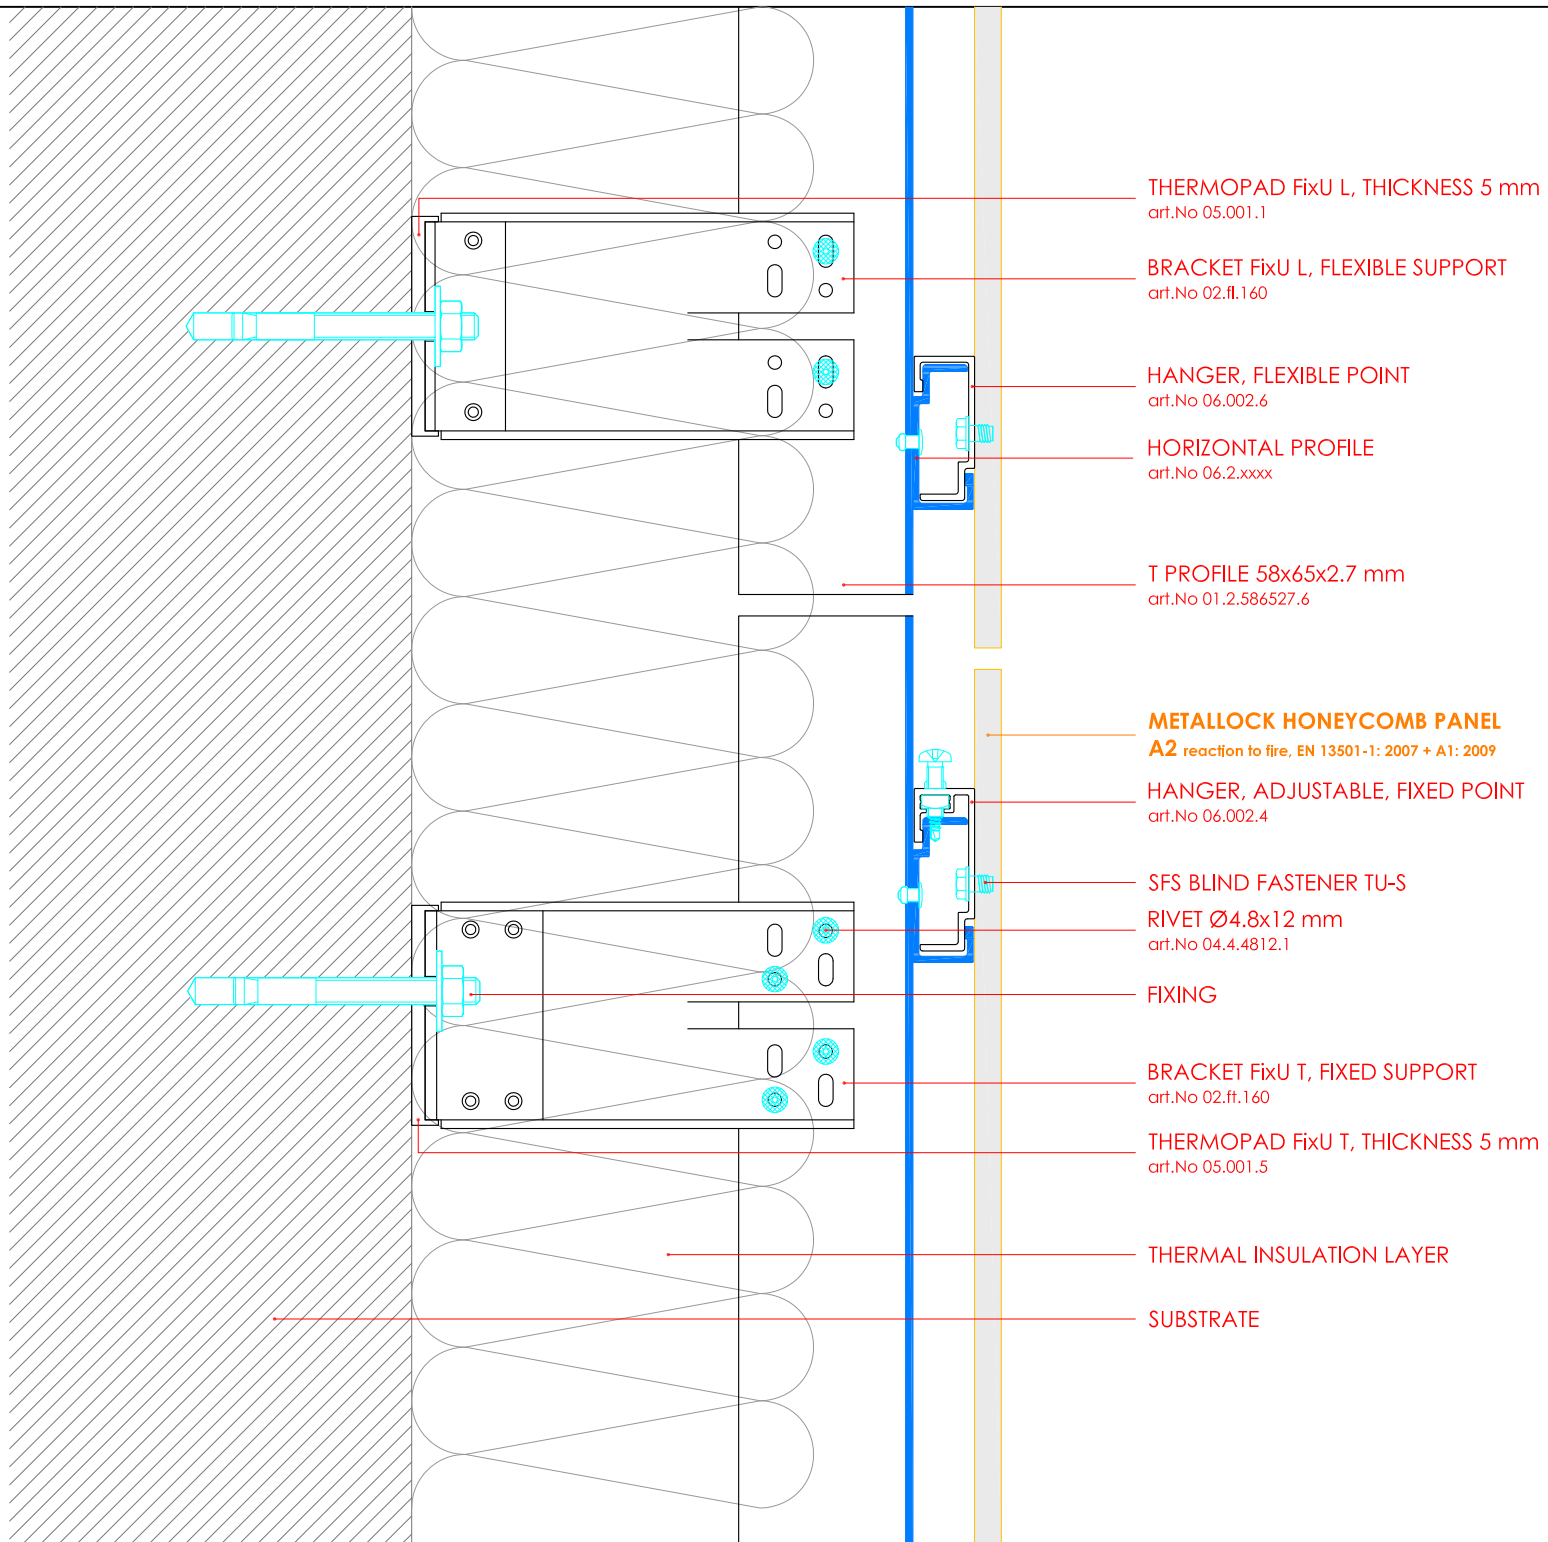 THERMOPAD FixU L, THICKNESS 5 mm
art.No 05.001.1
BRACKET FixU L, FLEXIBLE SUPPORT
art.No 02.fl.160
HANGER, FLEXIBLE POINT
art.No 06.002.6
HORIZONTAL PROFILE
art.No 06.2.xxxx
T PROFILE 58x65x2.7 mm
art.No 01.2.586527.6
METALLOCK HONEYCOMB PANEL
A2 reaction to fire, EN 13501-1: 2007 + A1: 2009
HANGER, ADJUSTABLE, FIXED POINT
art.No 06.002.4
SFS BLIND FASTENER TU-S
RIVET Ø4.8x12 mm
art.No 04.4.4812.1
FIXING
BRACKET FixU T, FIXED SUPPORT
art.No 02.ft.160
THERMOPAD FixU T, THICKNESS 5 mm
art.No 05.001.5
THERMAL INSULATION LAYER
SUBSTRATE